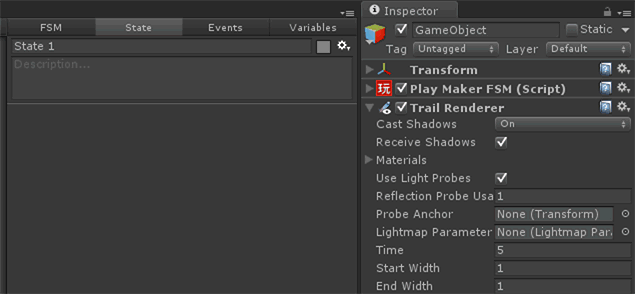 FSM State Events Variables
State 1
Description...
Inspector
GameObject Static
Tag Untagged Layer Default
Transform
玩 Play Maker FSM (Script)
Trail Renderer
Cast Shadows On
Receive Shadows
Materials
Use Light Probes
Reflection Probe Usa 1
Probe Anchor None (Transform)
Lightmap Parameter None (Lightmap Par
Time 5
Start Width 1
End Width 1